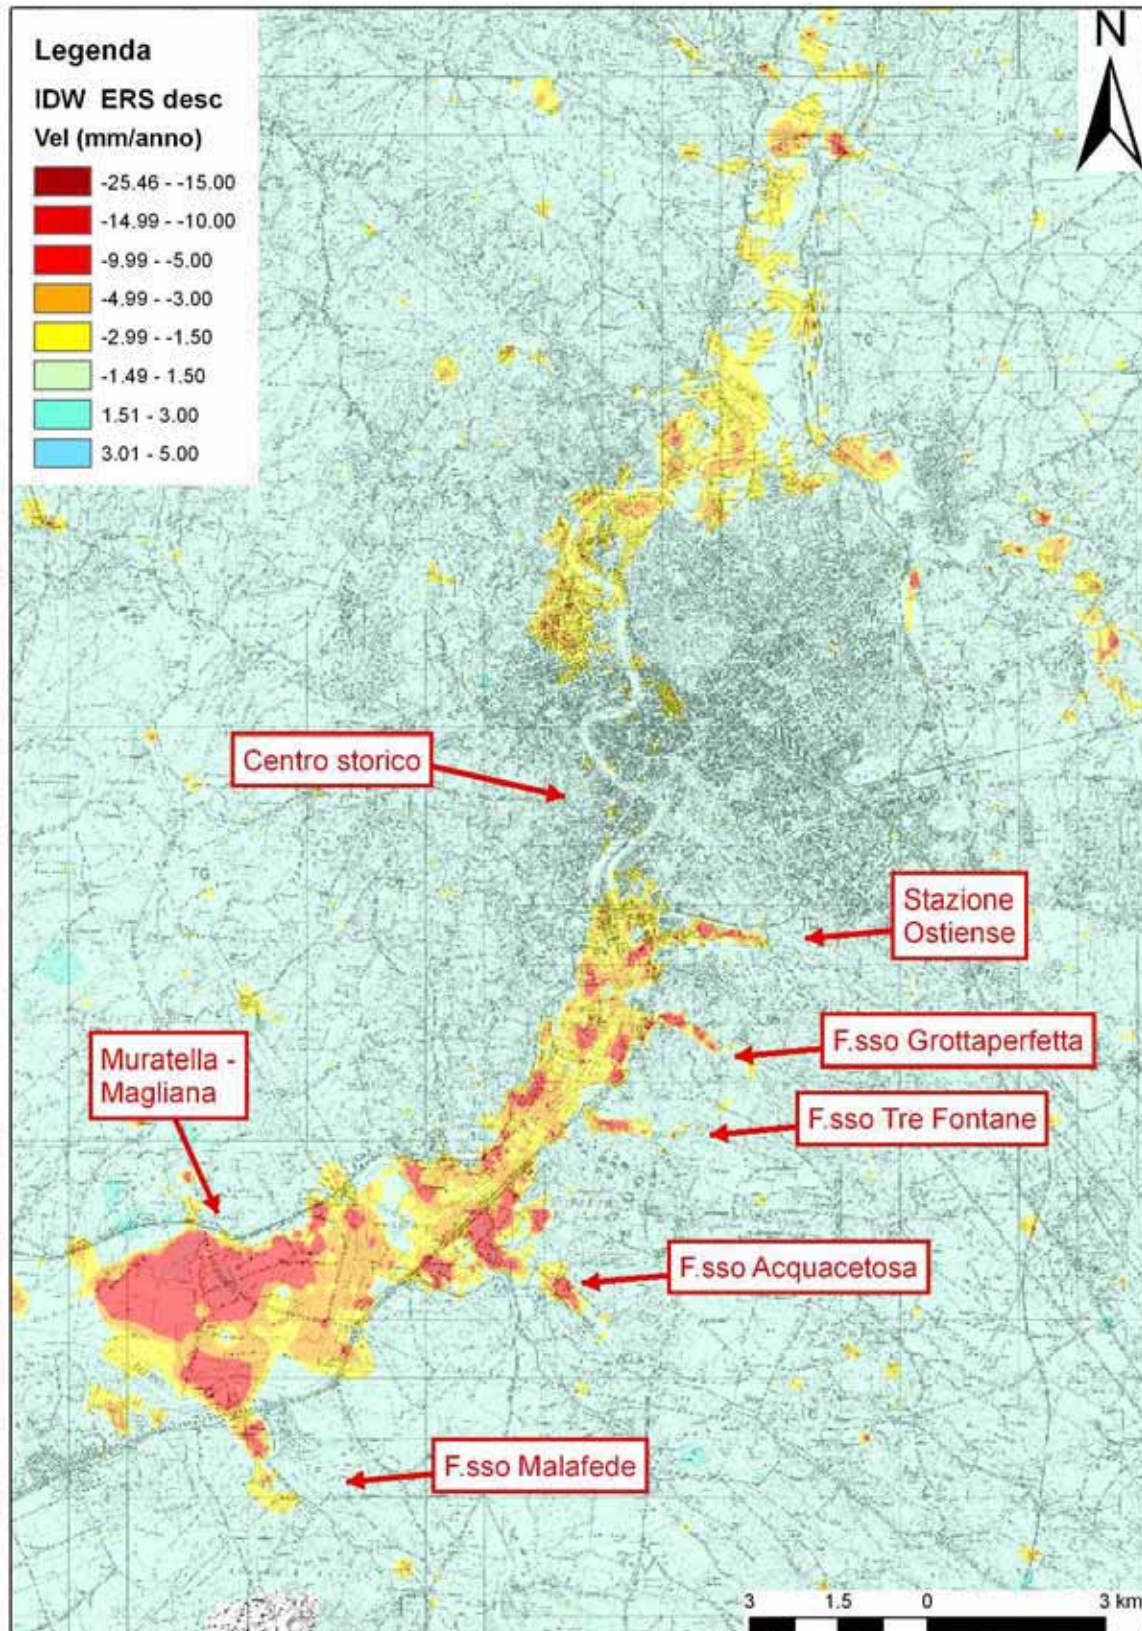 Legenda
IDW ERS desc
Vel (mm/anno)
-25.46 - -15.00
-14.99 - -10.00
-9.99 - -5.00
-4.99 - -3.00
-2.99 - -1.50
-1.49 - 1.50
1.51 - 3.00
3.01 - 5.00
N
Centro storico
TG
Stazione
Ostiense
F.sso Grottaperfetta
Muratella -
Magliana
F.sso Tre Fontane
F.sso Acquacetosa
F.sso Malafede
3 1.5 0 3 km